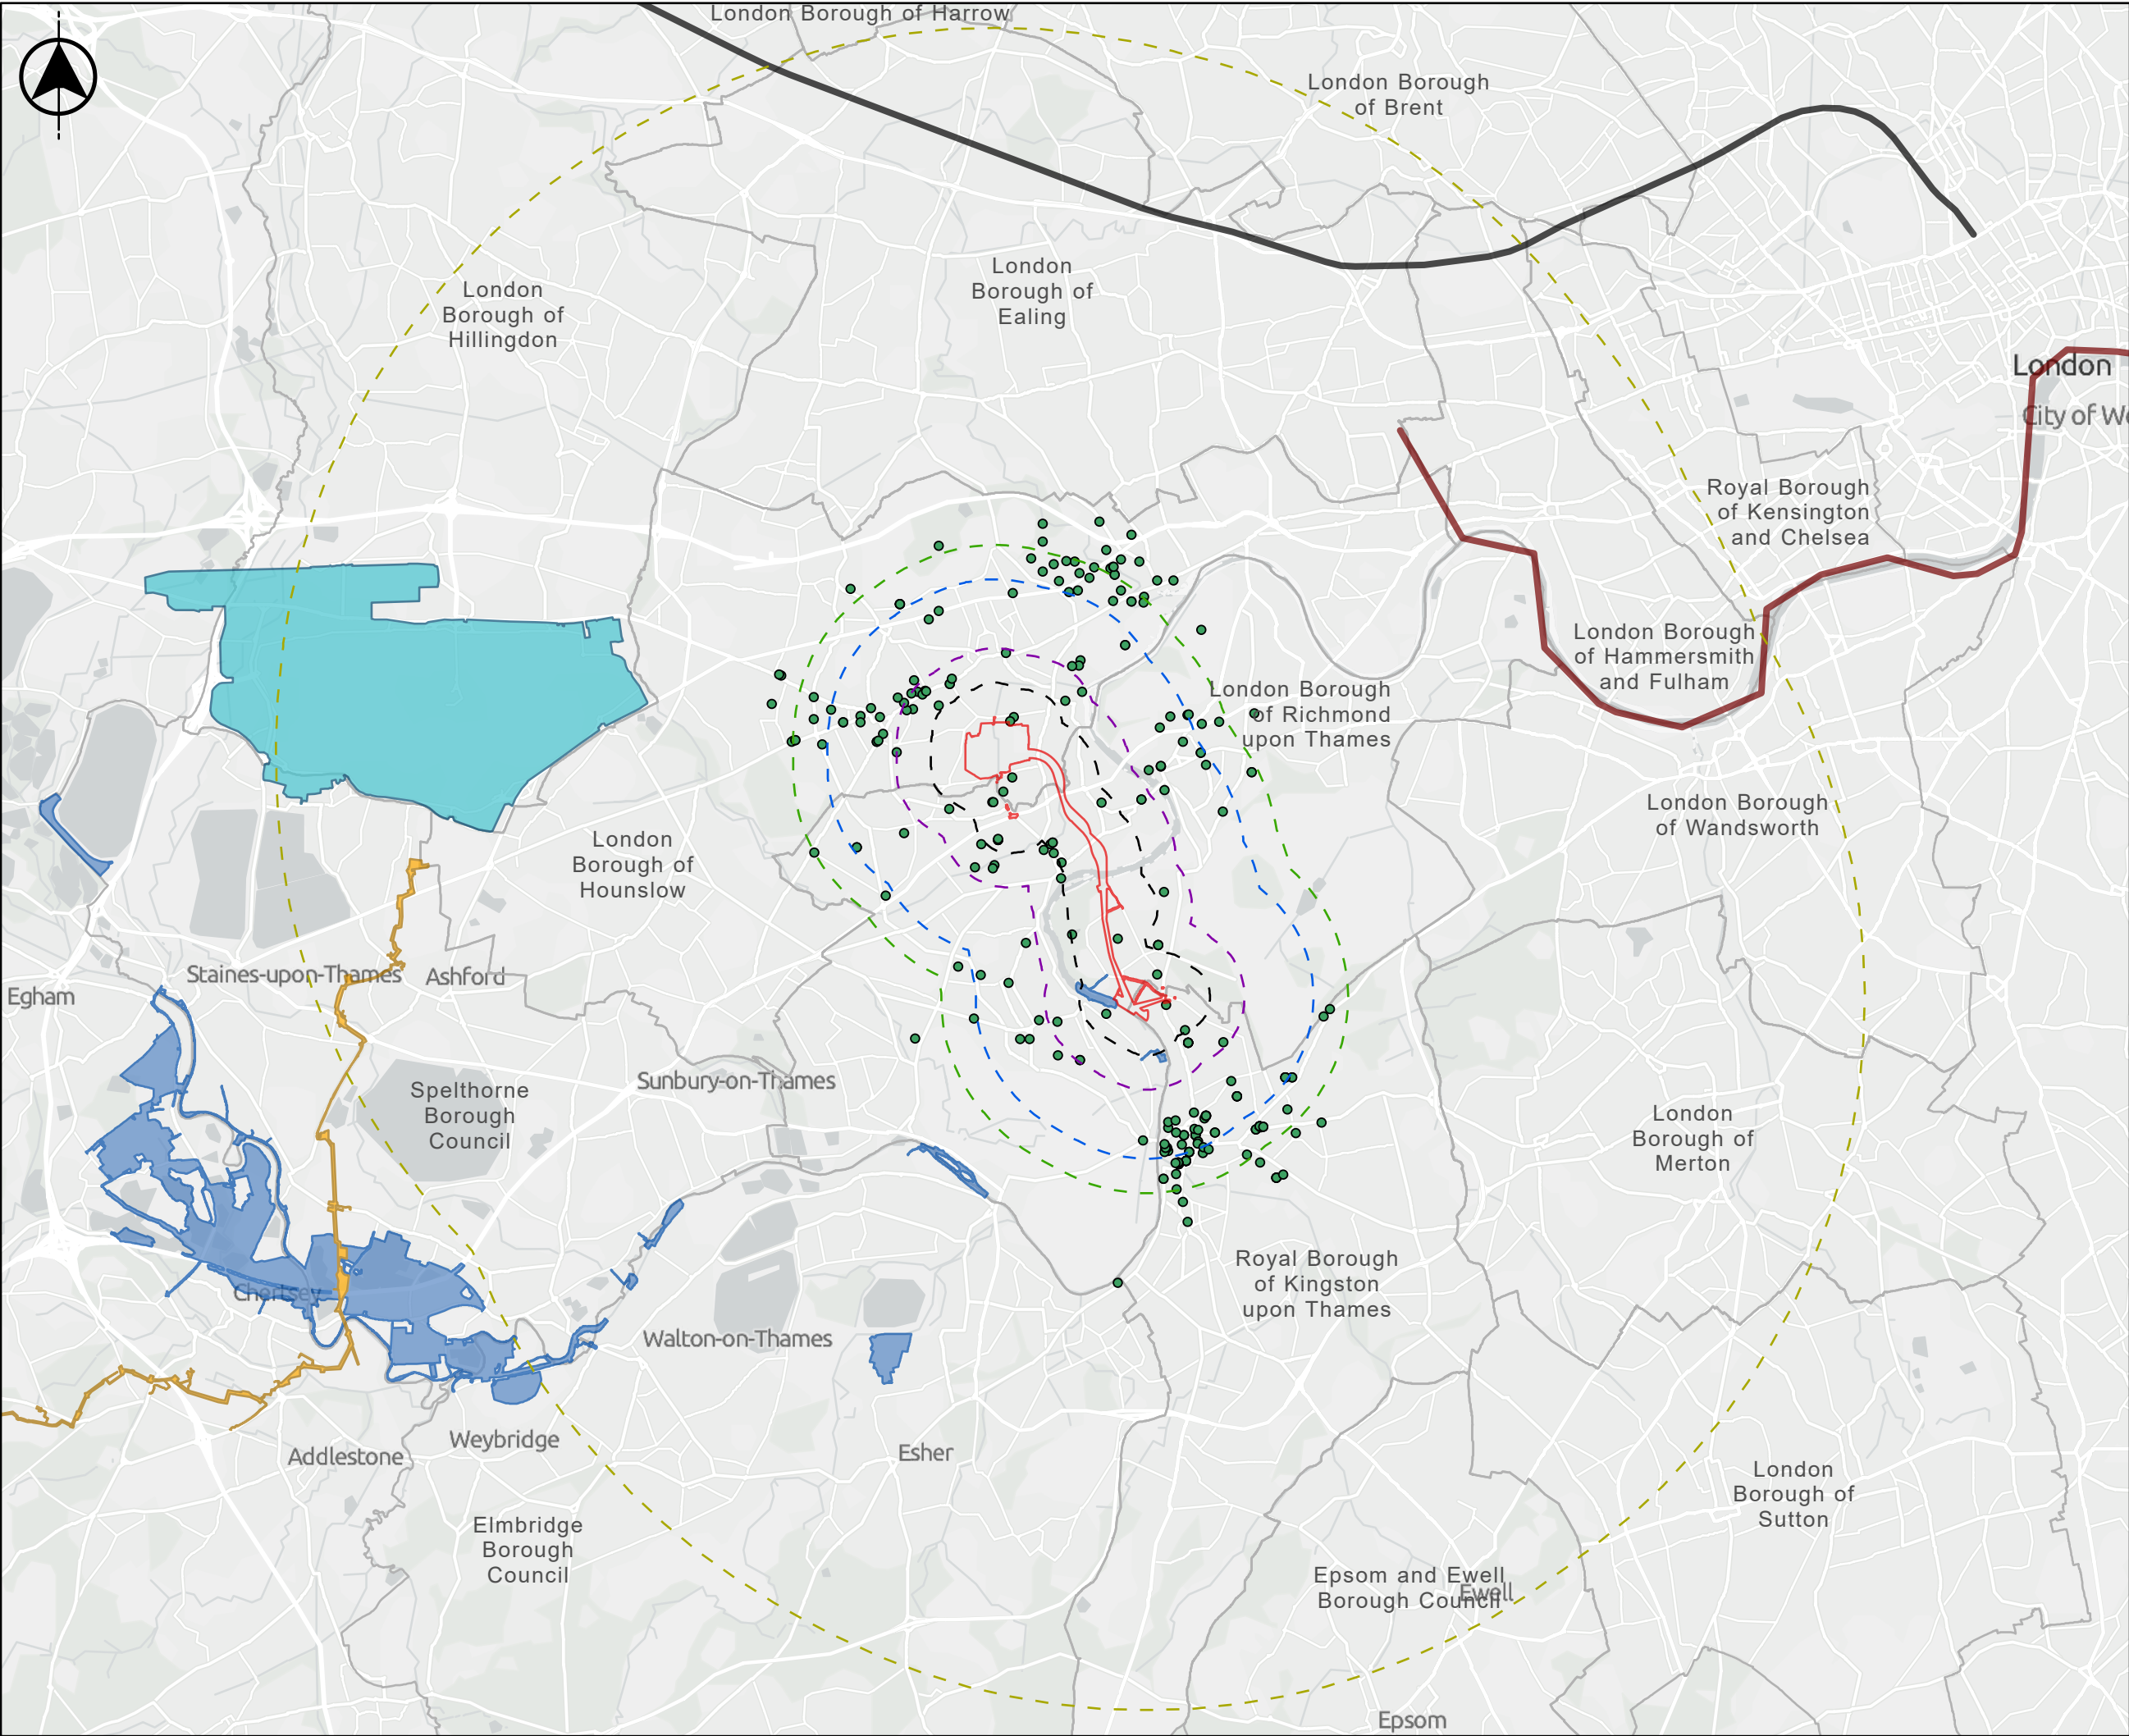 London Borough of Harrow
London Borough
of Brent
London
Borough of
Hillingdon
London
Borough of
Ealing
London
City of We
Royal Borough
of Kensington
and Chelsea
London Borough
of Hammersmith
and Fulham
London Borough
of Richmond
upon Thames
London Borough
of Wandsworth
London
Borough of
Hounslow
Staines-upon-Thames
Ashford
Egham
Spelthorne
Borough
Council
Sunbury-on-Thames
London
Borough of
Merton
Royal Borough
of Kingston
upon Thames
Chertsey
Walton-on-Thames
Weybridge
Addlestone
Esher
London
Borough of
Sutton
Elmbridge
Borough
Council
Epsom and Ewell
Borough Council
Ewell
Epsom